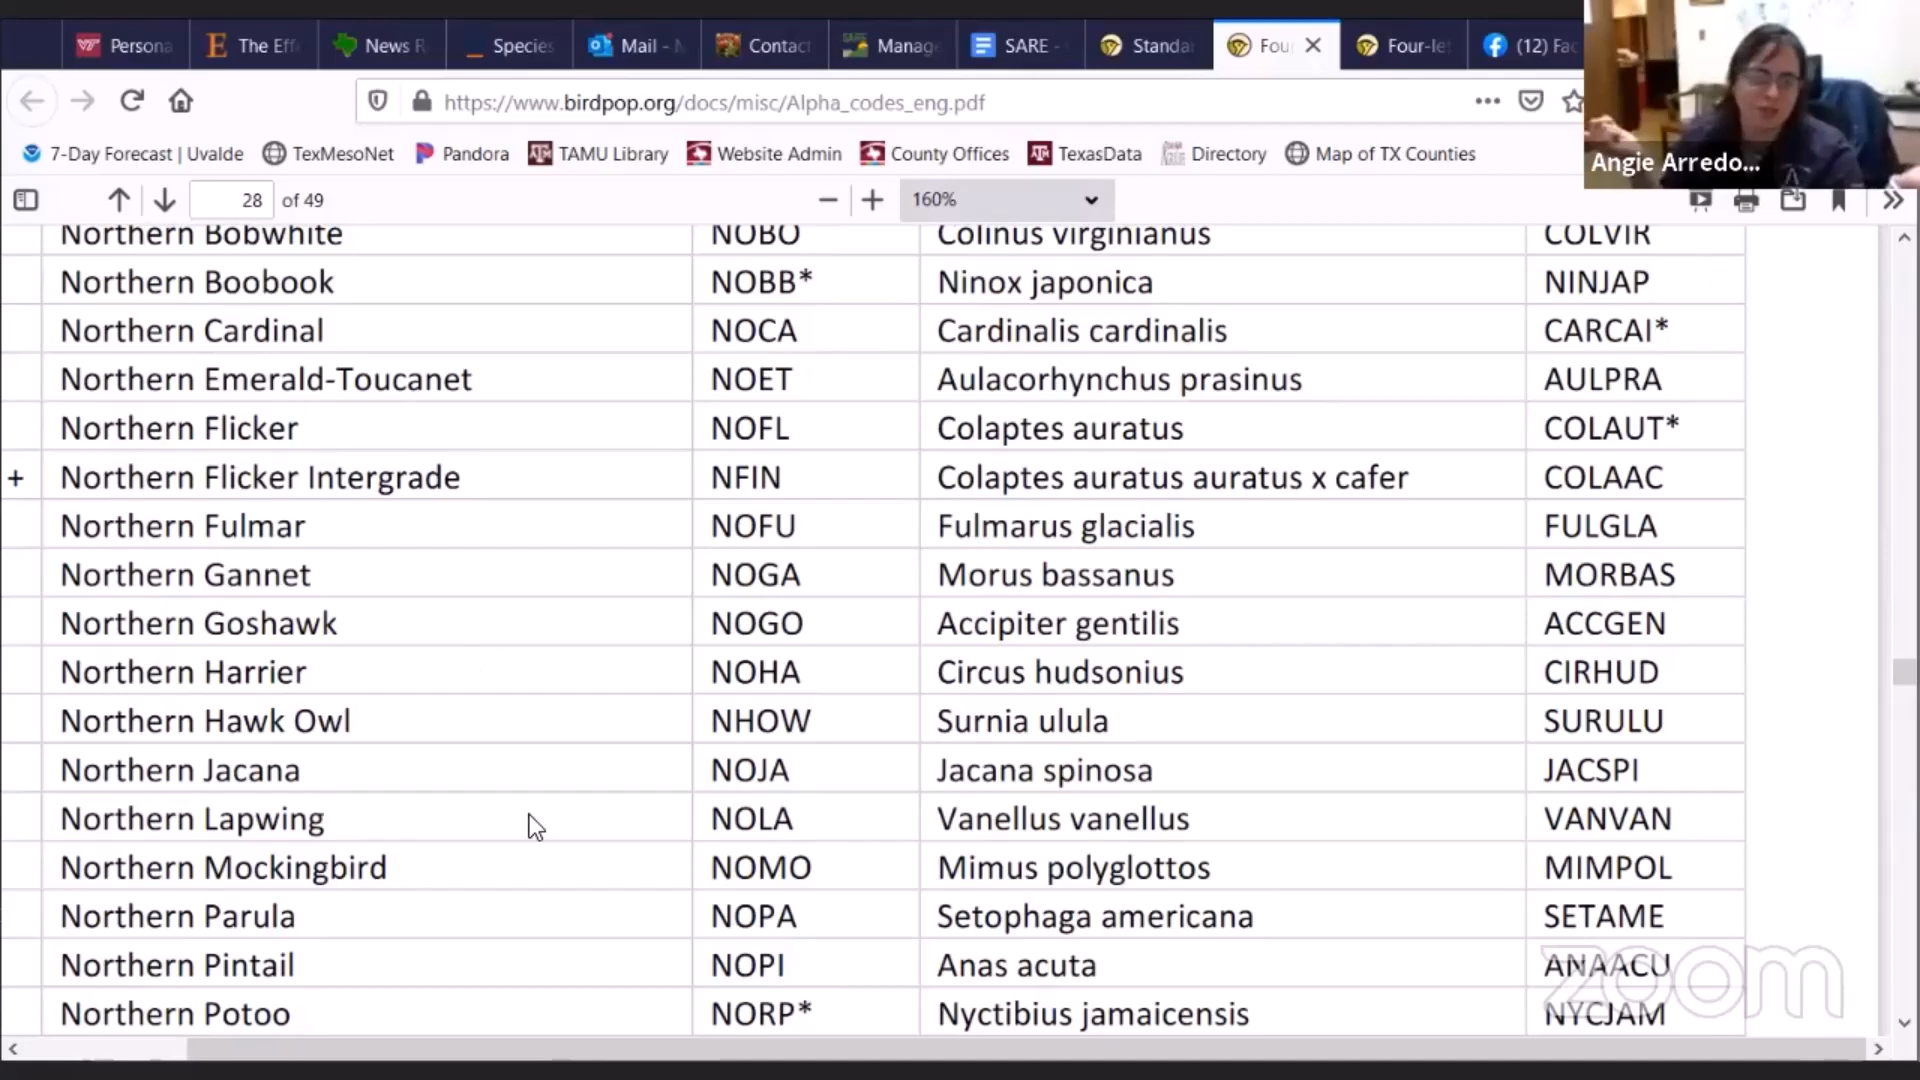 Persona The Eff News R Species Mail - Contac Manage SARE - Standa Fou Four-le (12) Fac
https://www.birdpop.org/docs/misc/Alpha_codes_eng.pdf
7-Day Forecast | Uvalde TexMesoNet Pandora TAMU Library Website Admin County Offices TexasData Directory Map of TX Counties
Angie Arredo...
28 of 49 160%
Northern Bobwhite NOBO Colinus virginianus COLVIR
Northern Boobook NOBB* Ninox japonica NINJAP
Northern Cardinal NOCA Cardinalis cardinalis CARCAI*
Northern Emerald-Toucanet NOET Aulacorhynchus prasinus AULPRA
Northern Flicker NOFL Colaptes auratus COLAUT*
+ Northern Flicker Intergrade NFIN Colaptes auratus auratus x cafer COLAAC
Northern Fulmar NOFU Fulmarus glacialis FULGLA
Northern Gannet NOGA Morus bassanus MORBAS
Northern Goshawk NOGO Accipiter gentilis ACCGEN
Northern Harrier NOHA Circus hudsonius CIRHUD
Northern Hawk Owl NHOW Surnia ulula SURULU
Northern Jacana NOJA Jacana spinosa JACSPI
Northern Lapwing NOLA Vanellus vanellus VANVAN
Northern Mockingbird NOMO Mimus polyglottos MIMPOL
Northern Parula NOPA Setophaga americana SETAME
Northern Pintail NOPI Anas acuta ANAACU
Northern Potoo NORP* Nyctibius jamaicensis NYCJAM
zoom